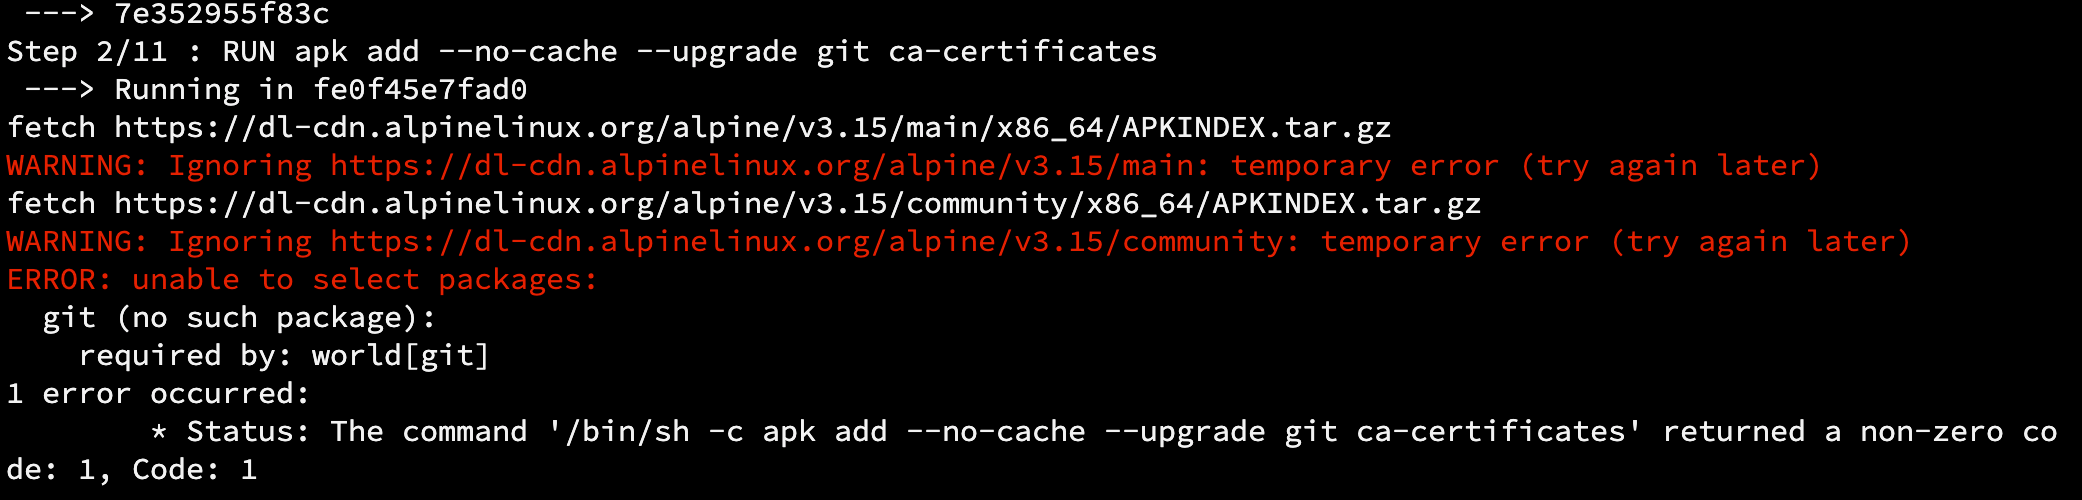 ---> 7e352955f83c
Step 2/11 : RUN apk add --no-cache --upgrade git ca-certificates
---> Running in fe0f45e7fad0
fetch https://dl-cdn.alpinelinux.org/alpine/v3.15/main/x86_64/APKINDEX.tar.gz
WARNING: Ignoring https://dl-cdn.alpinelinux.org/alpine/v3.15/main: temporary error (try again later)
fetch https://dl-cdn.alpinelinux.org/alpine/v3.15/community/x86_64/APKINDEX.tar.gz
WARNING: Ignoring https://dl-cdn.alpinelinux.org/alpine/v3.15/community: temporary error (try again later)
ERROR: unable to select packages:
git (no such package):
required by: world[git]
1 error occurred:
* Status: The command '/bin/sh -c apk add --no-cache --upgrade git ca-certificates' returned a non-zero co
de: 1, Code: 1